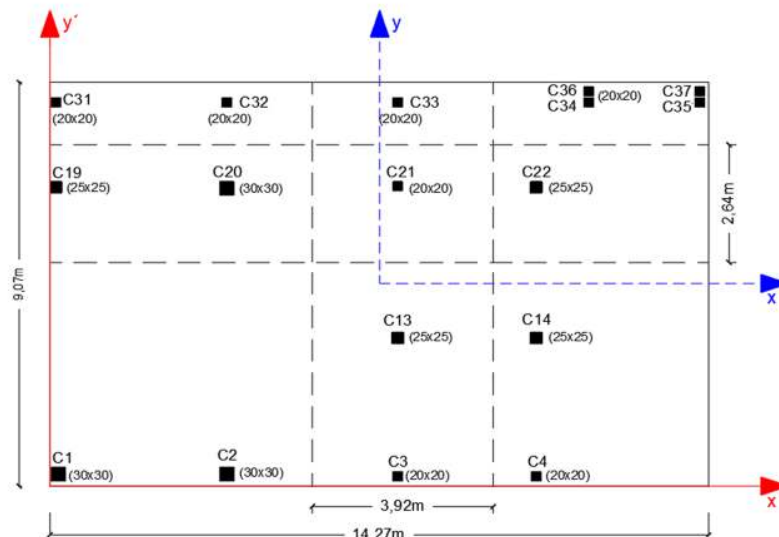 y´ y
C31 C32 C33 C36 (20x20) C37
C34 C35
(20x20) (20x20) (20x20)
C19 (25x25) C20 (30x30) C21 (20x20) C22 (25x25)
2,64m
9,07m
x
C13 (25x25) C14 (25x25)
C1 (30x30) C2 (30x30) C3 (20x20) C4 (20x20)
3,92m
14,27m